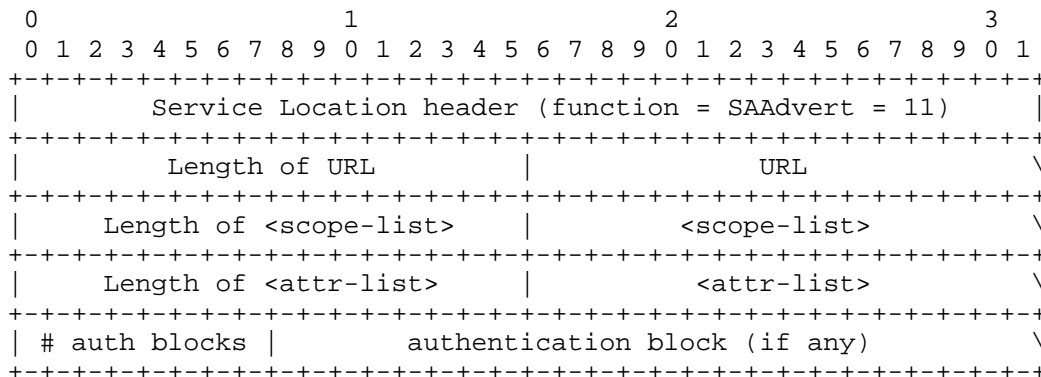 0                   1                   2                   3
 0 1 2 3 4 5 6 7 8 9 0 1 2 3 4 5 6 7 8 9 0 1 2 3 4 5 6 7 8 9 0 1
+-+-+-+-+-+-+-+-+-+-+-+-+-+-+-+-+-+-+-+-+-+-+-+-+-+-+-+-+-+-+-+-+
|        Service Location header (function = SAAdvert = 11)     |
+-+-+-+-+-+-+-+-+-+-+-+-+-+-+-+-+-+-+-+-+-+-+-+-+-+-+-+-+-+-+-+-+
|         Length of URL         |              URL              \
+-+-+-+-+-+-+-+-+-+-+-+-+-+-+-+-+-+-+-+-+-+-+-+-+-+-+-+-+-+-+-+-+
|     Length of <scope-list>    |         <scope-list>          \
+-+-+-+-+-+-+-+-+-+-+-+-+-+-+-+-+-+-+-+-+-+-+-+-+-+-+-+-+-+-+-+-+
|     Length of <attr-list>     |          <attr-list>          \
+-+-+-+-+-+-+-+-+-+-+-+-+-+-+-+-+-+-+-+-+-+-+-+-+-+-+-+-+-+-+-+-+
| # auth blocks |        authentication block (if any)          \
+-+-+-+-+-+-+-+-+-+-+-+-+-+-+-+-+-+-+-+-+-+-+-+-+-+-+-+-+-+-+-+-+